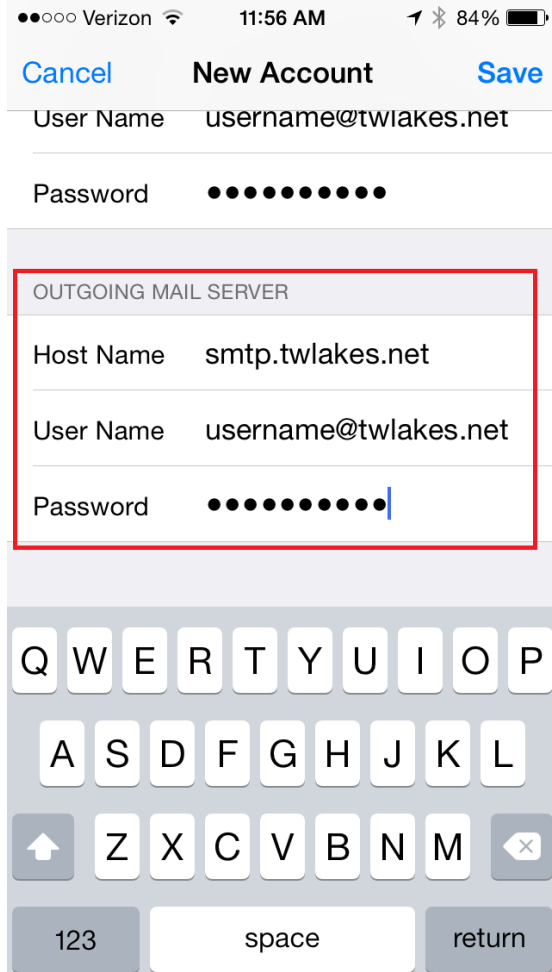 Verizon 11:56 AM 84%
Cancel New Account Save
User Name username@twlakes.net
Password ●●●●●●●●●●
OUTGOING MAIL SERVER
Host Name smtp.twlakes.net
User Name username@twlakes.net
Password ●●●●●●●●●●
Q W E R T Y U I O P
A S D F G H J K L
Z X C V B N M
123 space return